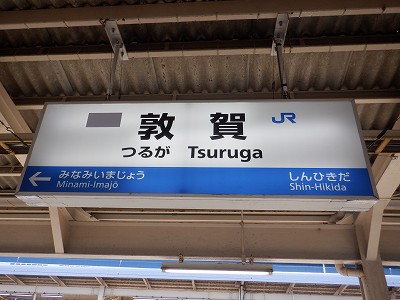 敦賀
JR
つるが Tsuruga
← みなみいまじょう
Minami-Imajō
しんひきだ
Shin-Hikida